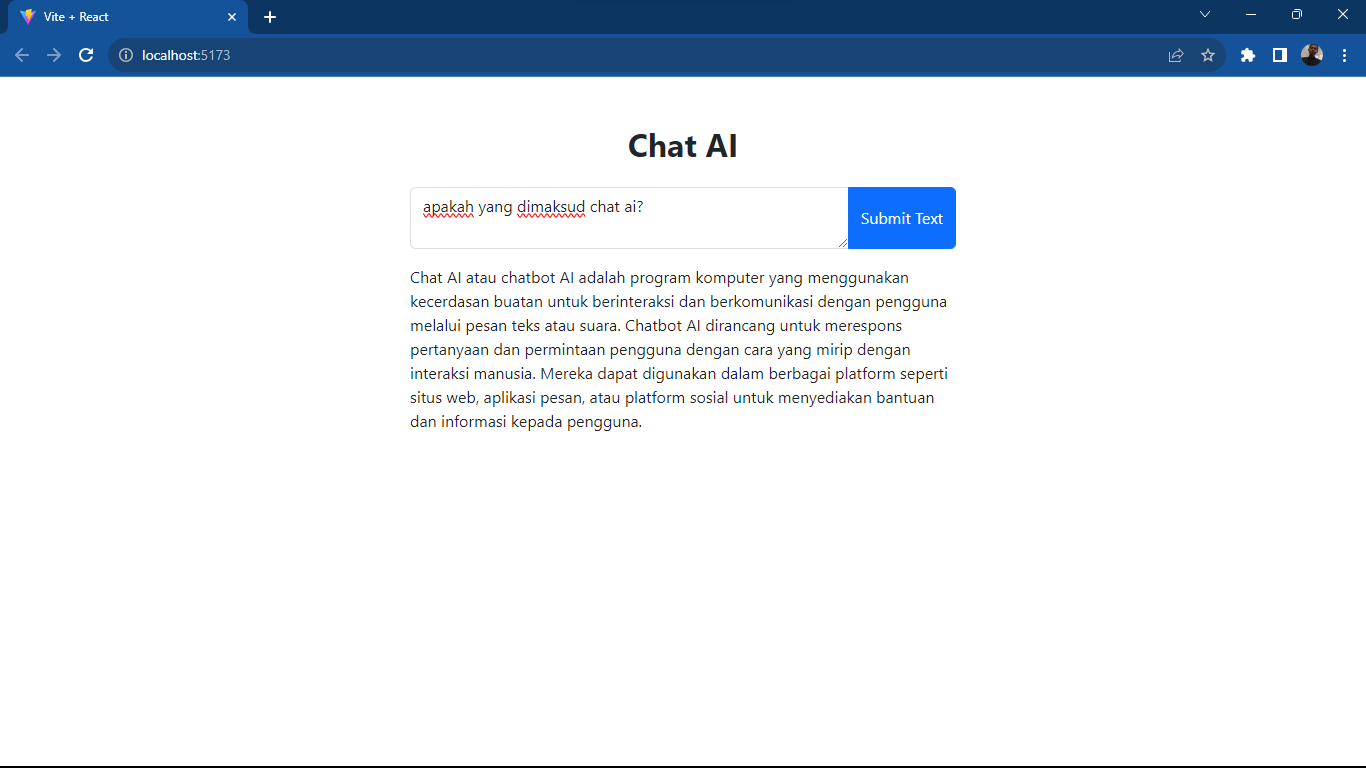 Vite + React
localhost:5173
Chat AI
apakah yang dimaksud chat ai?
Submit Text
Chat AI atau chatbot AI adalah program komputer yang menggunakan
kecerdasan buatan untuk berinteraksi dan berkomunikasi dengan pengguna
melalui pesan teks atau suara. Chatbot AI dirancang untuk merespons
pertanyaan dan permintaan pengguna dengan cara yang mirip dengan
interaksi manusia. Mereka dapat digunakan dalam berbagai platform seperti
situs web, aplikasi pesan, atau platform sosial untuk menyediakan bantuan
dan informasi kepada pengguna.